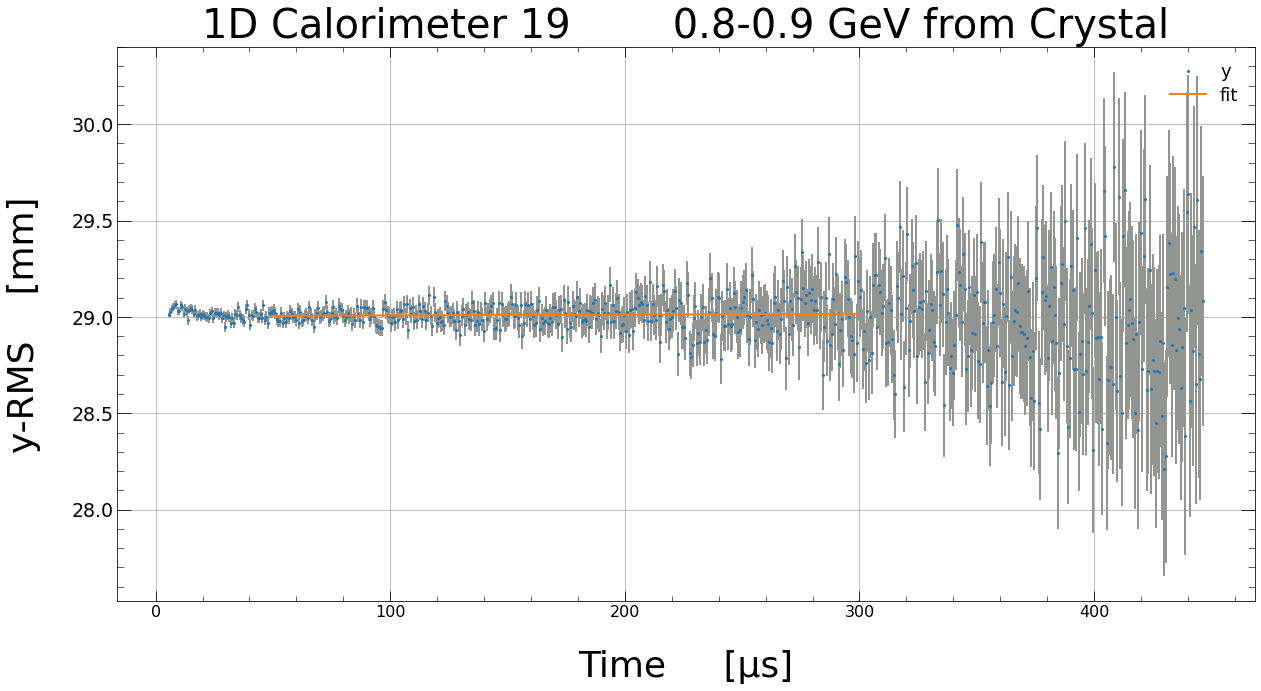 1D Calorimeter 19 0.8-0.9 GeV from Crystal
y
fit
30.0
29.5
29.0
28.5
28.0
y-RMS [mm]
0 100 200 300 400
Time [μs]